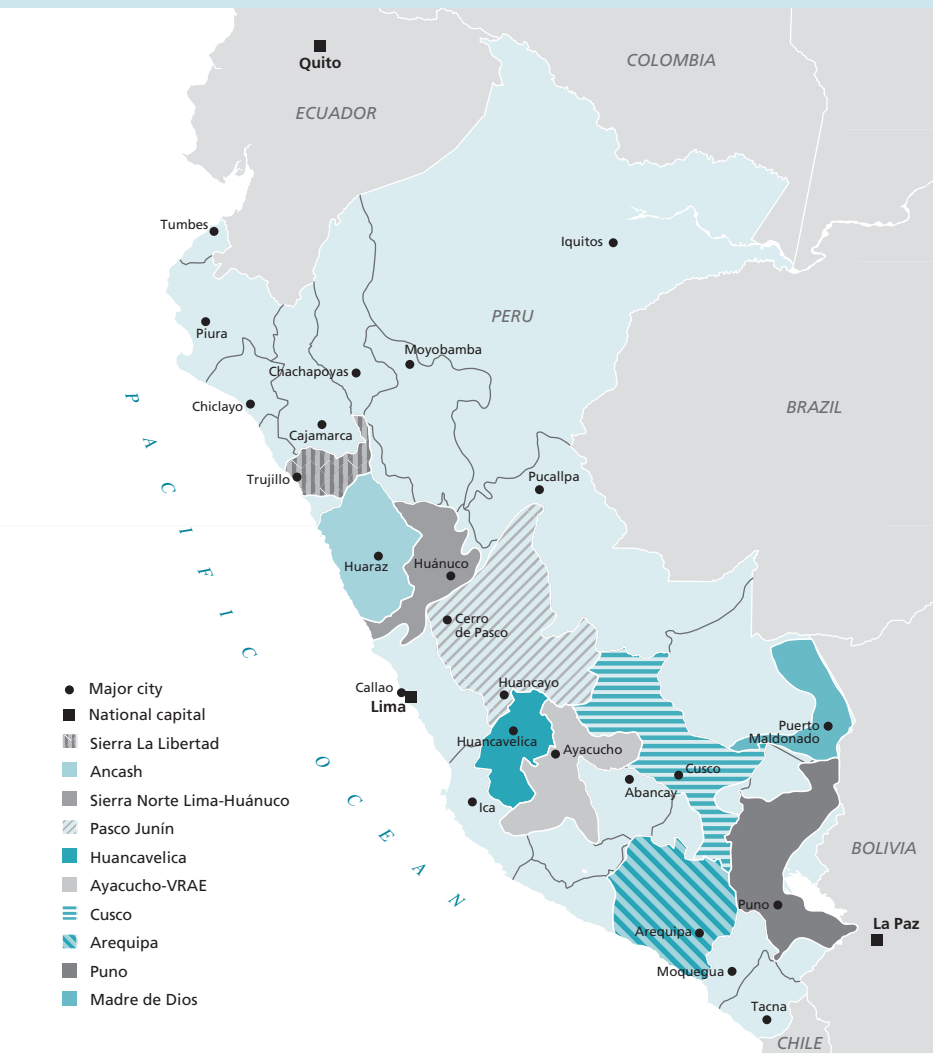 Quito
COLOMBIA
ECUADOR
Tumbes
Iquitos
PERU
Piura
Moyobamba
Chachapoyas
Chiclayo
BRAZIL
Cajamarca
Trujillo
Pucallpa
Huaraz
Huánuco
Cerro
de Pasco
PACIFIC OCEAN
Huancayo
Callao
Lima
Huancavelica
Ayacucho
Puerto
Maldonado
Cusco
Abancay
Ica
BOLIVIA
Puno
La Paz
Arequipa
Moquegua
Tacna
CHILE
Major city
National capital
Sierra La Libertad
Ancash
Sierra Norte Lima-Huánuco
Pasco Junín
Huancavelica
Ayacucho-VRAE
Cusco
Arequipa
Puno
Madre de Dios